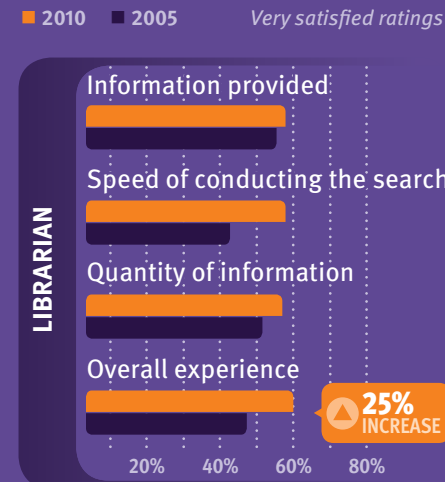 2010 2005 Very satisfied ratings
LIBRARIAN
Information provided
Speed of conducting the search
Quantity of information
Overall experience
25%
INCREASE
20% 40% 60% 80%